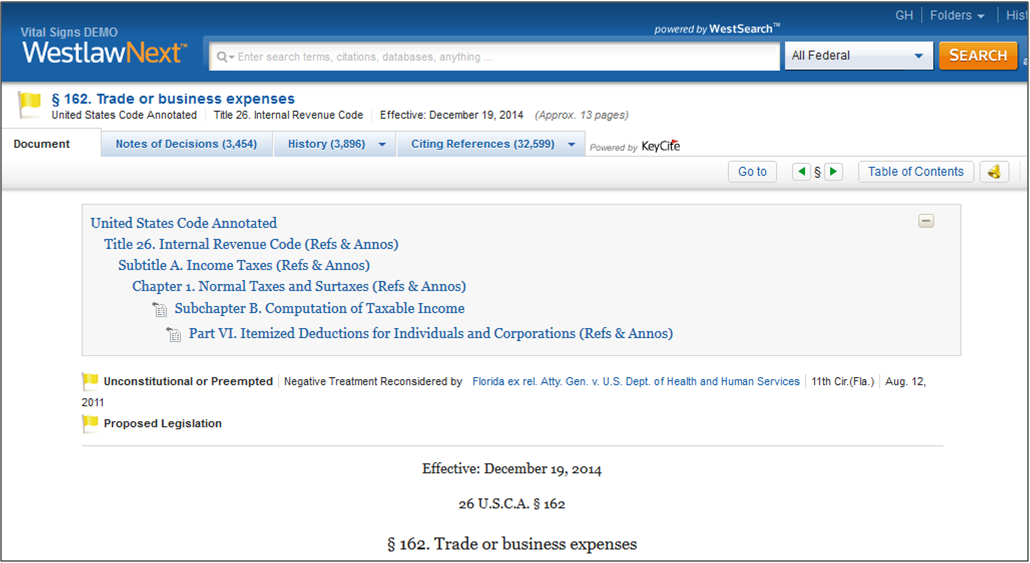 GH Folders Hist
Vital Signs DEMO
WestlawNext™
powered by WestSearch™
Enter search terms, citations, databases, anything ...
All Federal
SEARCH
§ 162. Trade or business expenses
United States Code Annotated Title 26. Internal Revenue Code Effective: December 19, 2014 (Approx. 13 pages)
Document Notes of Decisions (3,454) History (3,896) Citing References (32,599) Powered by KeyCite
Go to § Table of Contents
United States Code Annotated
Title 26. Internal Revenue Code (Refs & Annos)
Subtitle A. Income Taxes (Refs & Annos)
Chapter 1. Normal Taxes and Surtaxes (Refs & Annos)
Subchapter B. Computation of Taxable Income
Part VI. Itemized Deductions for Individuals and Corporations (Refs & Annos)
Unconstitutional or Preempted Negative Treatment Reconsidered by Florida ex rel. Atty. Gen. v. U.S. Dept. of Health and Human Services 11th Cir.(Fla.) Aug. 12,
2011
Proposed Legislation
Effective: December 19, 2014
26 U.S.C.A. § 162
§ 162. Trade or business expenses